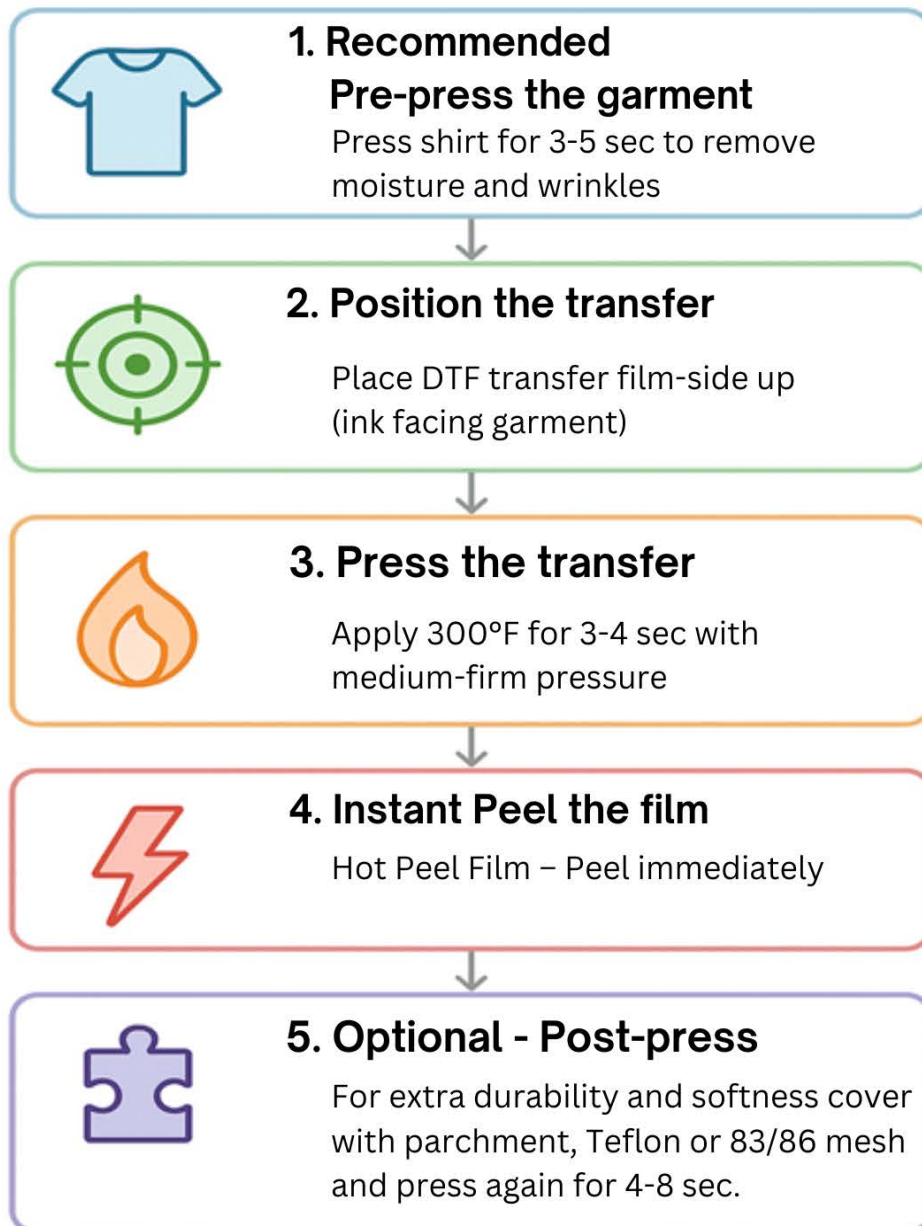 1. Recommended
Pre-press the garment
Press shirt for 3-5 sec to remove
moisture and wrinkles
2. Position the transfer
Place DTF transfer film-side up
(ink facing garment)
3. Press the transfer
Apply 300°F for 3-4 sec with
medium-firm pressure
4. Instant Peel the film
Hot Peel Film – Peel immediately
5. Optional - Post-press
For extra durability and softness cover
with parchment, Teflon or 83/86 mesh
and press again for 4-8 sec.